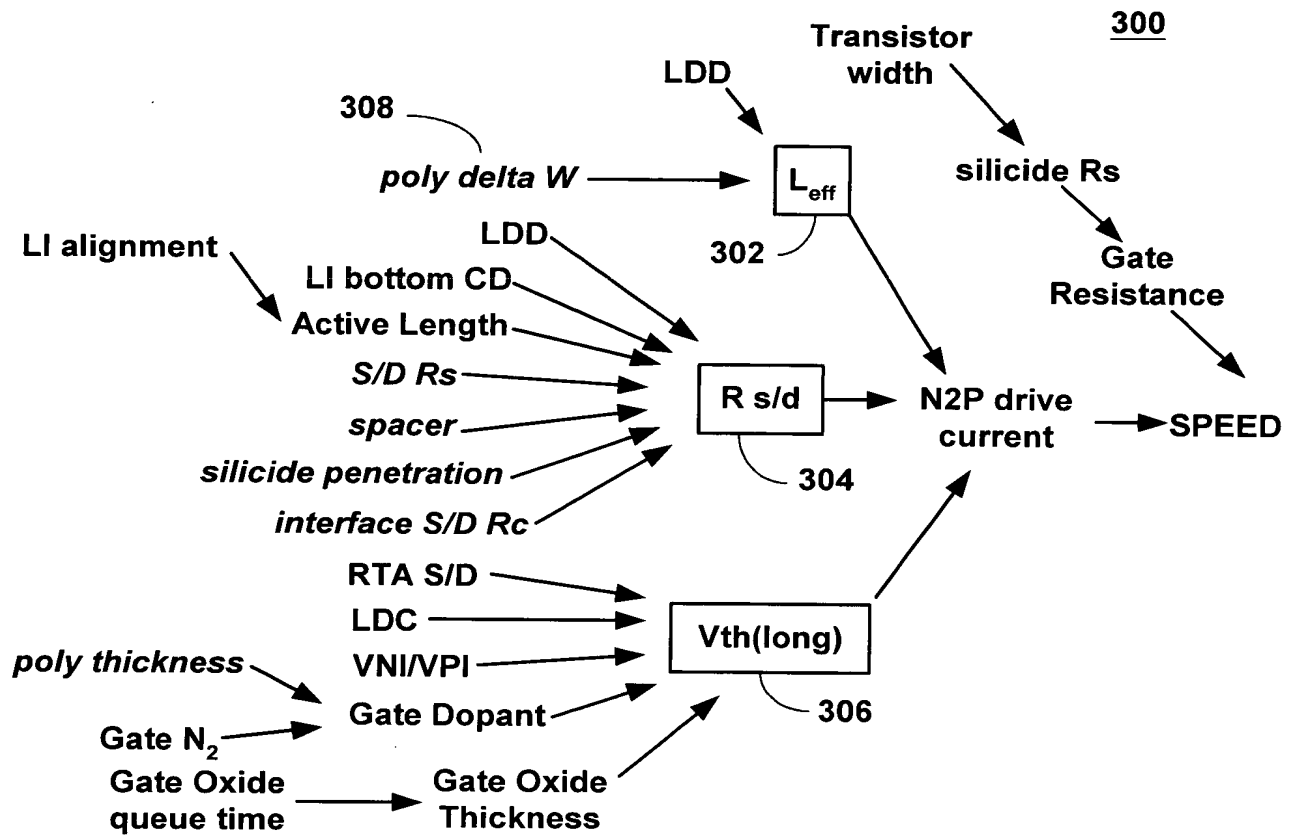 300
Transistor
width
LDD
308
poly delta W
Leff
silicide Rs
302
LDD
LI alignment
LI bottom CD
Gate
Resistance
Active Length
S/D Rs
R s/d
N2P drive
current
SPEED
spacer
silicide penetration
304
interface S/D Rc
RTA S/D
LDC
Vth(long)
poly thickness
VNI/VPI
Gate Dopant
306
Gate N2
Gate Oxide
queue time
Gate Oxide
Thickness